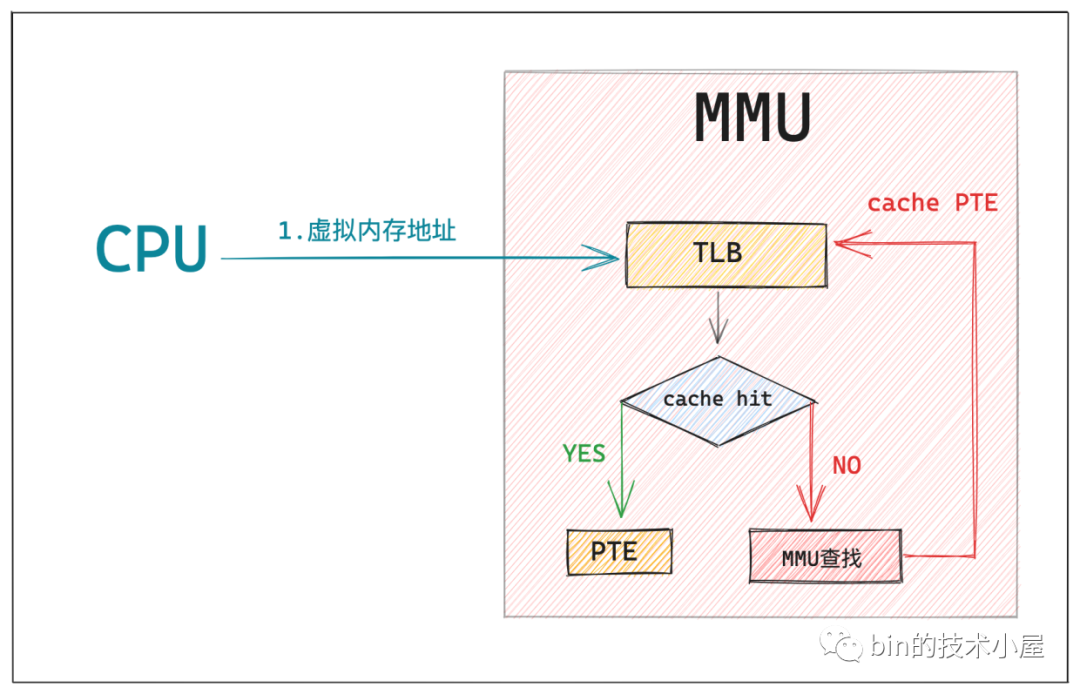 MMU
cache PTE
CPU
1.虚拟内存地址
TLB
cache hit
YES
NO
PTE
MMU查找
bin的技术小屋